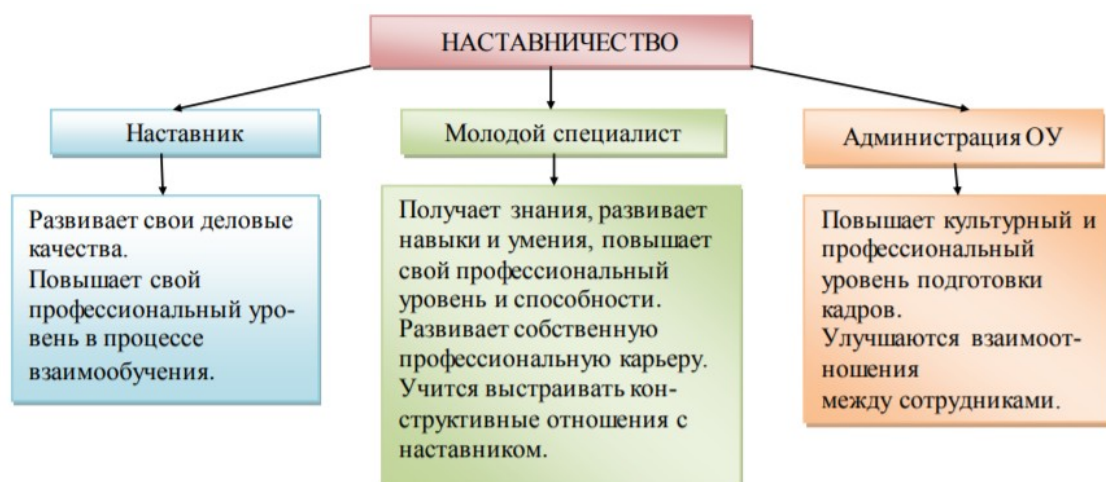 НАСТАВНИЧЕСТВО
Наставник
Развивает свои деловые
качества.
Повышает свой
профессиональный уро-
вень в процессе
взаимообучения.
Молодой специалист
Получает знания, развивает
навыки и умения, повышает
свой профессиональный
уровень и способности.
Развивает собственную
профессиональную карьеру.
Учится выстраивать кон-
структивные отношения с
наставником.
Администрация ОУ
Повышает культурный и
профессиональный
уровень подготовки
кадров.
Улучшаются взаимоот-
ношения
между сотрудниками.